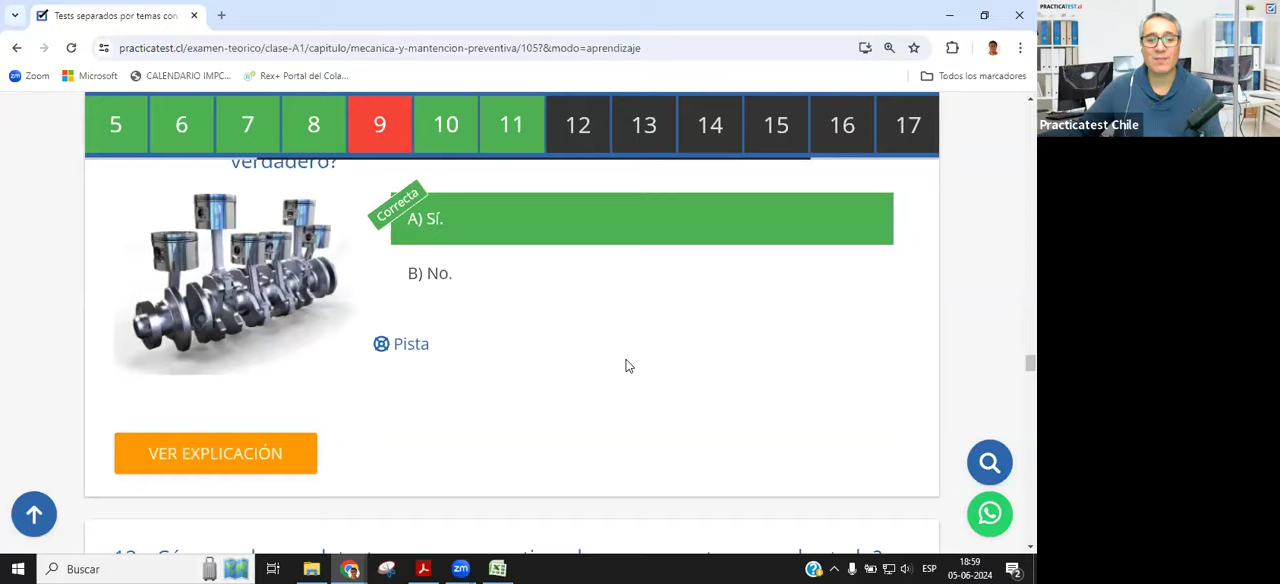 Tests separados por temas con
practicatest.cl/examen-teorico/clase-A1/capitulo/mecanica-y-mantencion-preventiva/105?&modo=aprendizaje
Zoom
Microsoft
CALENDARIO IMPC...
Rex+ Portal del Cola...
Todos los marcadores
PRACTICATEST.cl
Practicatest Chile
5 6 7 8 9 10 11 12 13 14 15 16 17
verdadero?
Correcta
A) Sí.
B) No.
Pista
VER EXPLICACIÓN
Buscar
ESP
18:59
05-06-2024
2